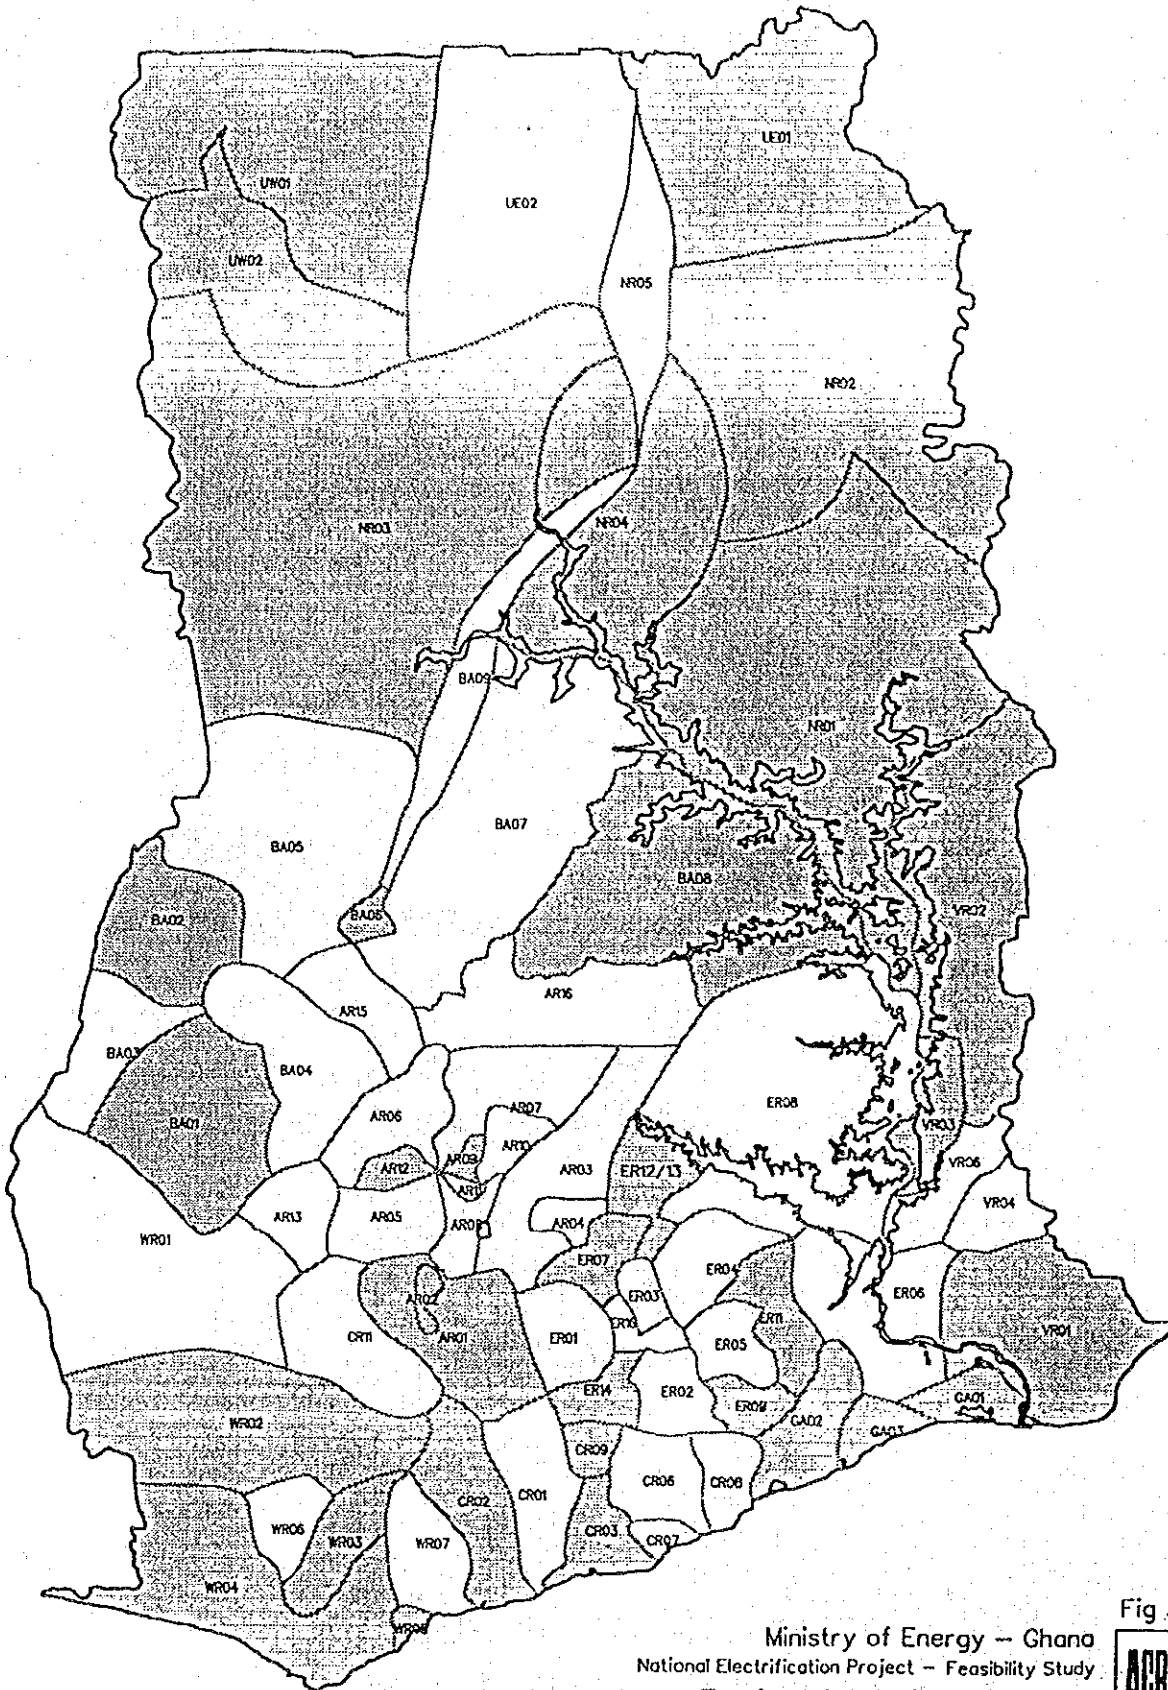 UE01
UW01
UE02
UW02
NR05
NR02
NR03
NR04
BA09
NR01
BA07
BA05
BA08
BA02
BA06
VR02
AR16
AR15
BA03
BA04
ER08
AR06
AR07
BA01
VR03
AR10
AR09
VR06
AR12
AR03
ER12/13
AR11
VR04
AR13
AR05
AR04
AR08
WR01
ER07
ER04
ER06
ER03
AR02
ER11
ER10
CR11
AR01
ER01
ER05
VR01
ER14
ER02
GA01
ER09
WR02
GA02
GA03
CR09
CR06
CR08
CR01
CR02
WR06
CR03
WR03
WR07
CR07
WR04
Fig
Ministry of Energy – Ghana
National Electrification Project – Feasibility Study
ACR